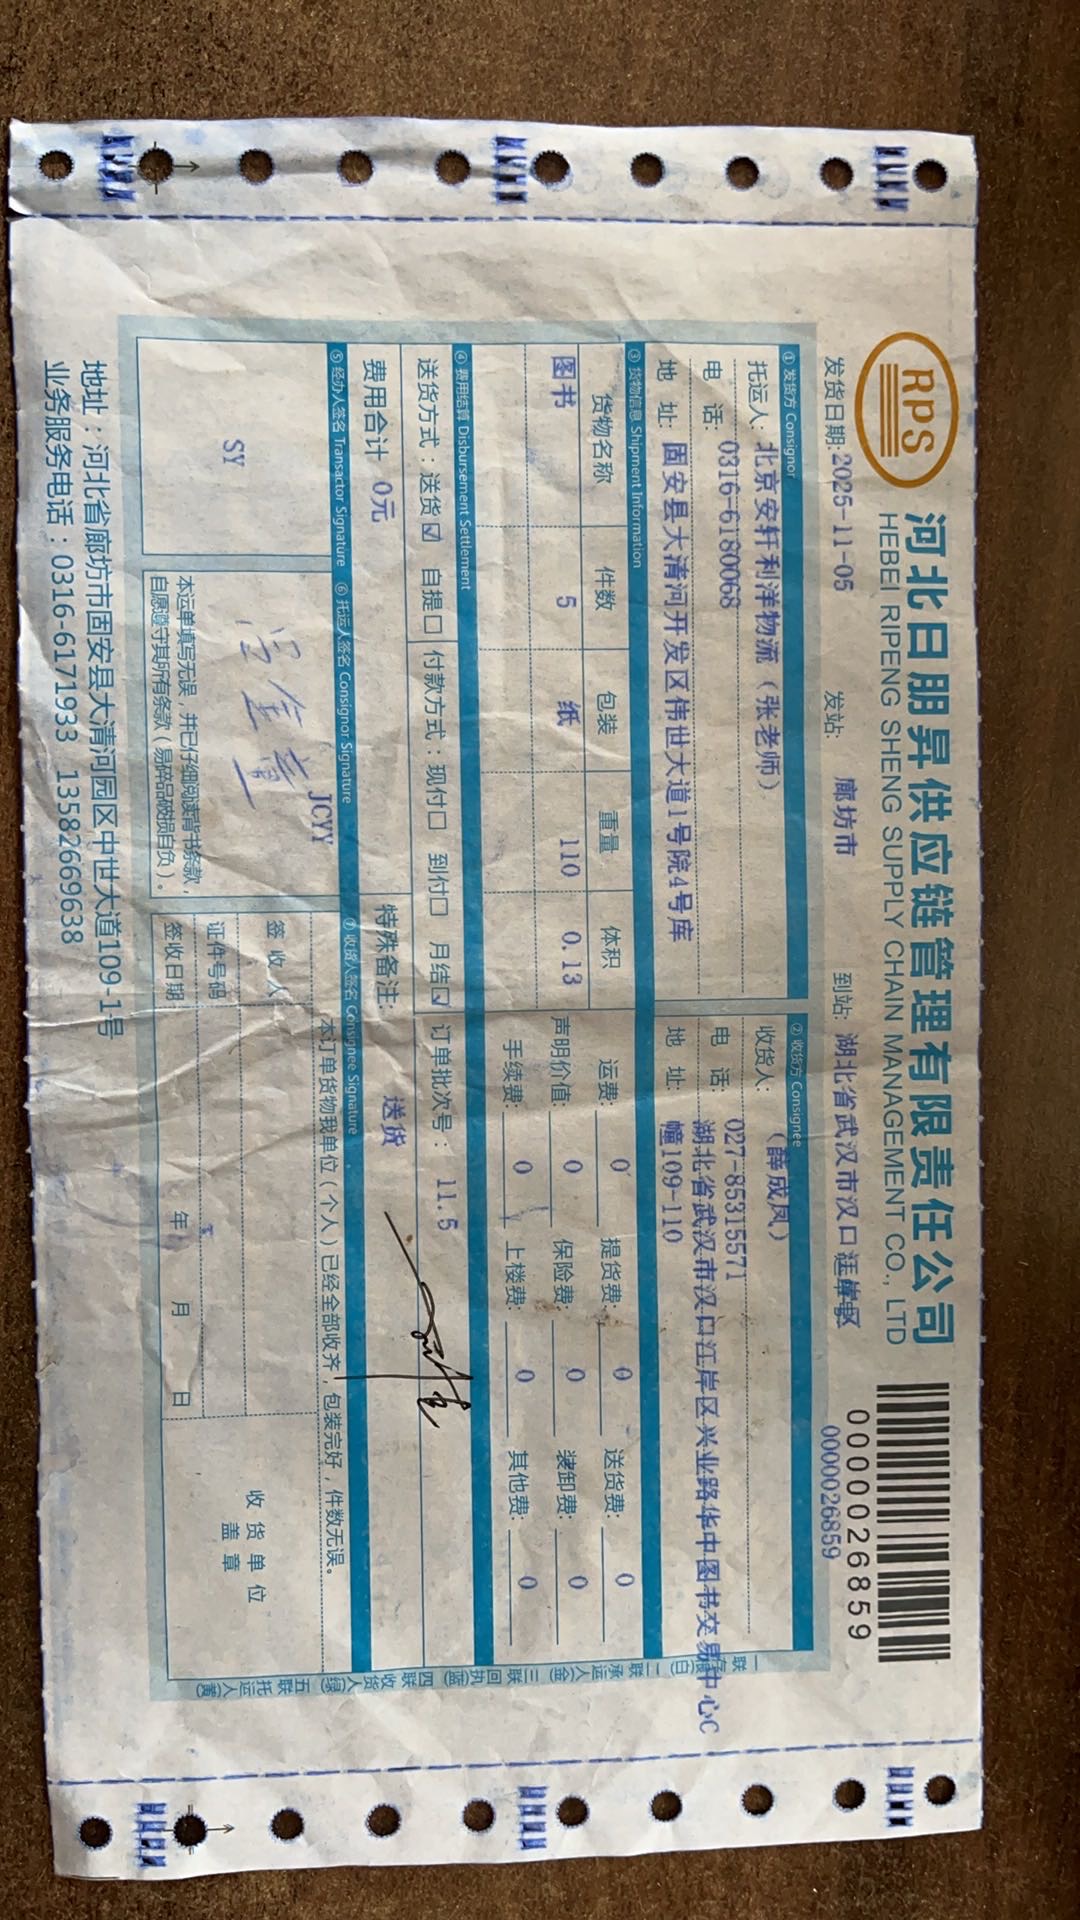 RPS
河北日朋昇供应链管理有限责任公司
HEBEI RIPENG SHENG SUPPLY CHAIN MANAGEMENT CO., LTD
0000026859
0000026859
发货日期: 2025-11-05 发站: 廊坊市 到站: 湖北省武汉市汉口江岸区
① 发货方 Consignor
托运人: 北京安轩利洋物流（张老师）
电 话: 0316-6180068
地 址: 固安县大清河开发区伟世大道1号院4号库
② 收货方 Consignee
收货人: （薛成凤）
电 话: 027-85315571
地 址: 湖北省武汉市汉口江岸区兴业路华中图书交易中心C
幢109-110
③ 货物信息 Shipment Information
货物名称 件数 包装 重量 体积
图书 5 纸 110 0.13
运费: 0 提货费: 0 送货费: 0
声明价值: 0 保险费: 0 装卸费: 0
手续费: 0 上楼费: 0 其他费: 0
④ 费用结算 Disbursement Settlement
送货方式：送货☑ 自提□ 付款方式：现付□ 到付□ 月结☑ 订单批次号：11.5
费用合计 0元 特殊备注: 送货
⑤ 经办人签名 Transactor Signature ⑥ 托运人签名 Consignor Signature ⑦ 收货人签名 Consignee Signature
SY
JCYY
本运单填写无误，并已仔细阅读背书条款，
自愿遵守其所有条款（易碎品破损自负）。
本订单货物我单位（个人）已经全部收齐，包装完好，件数无误。
签 收 人
证件号码
签收日期 年 月 日
收 货 单 位
盖 章
地址：河北省廊坊市固安县大清河园区中世大道109-1号
业务服务电话：0316-6171933 13582669638